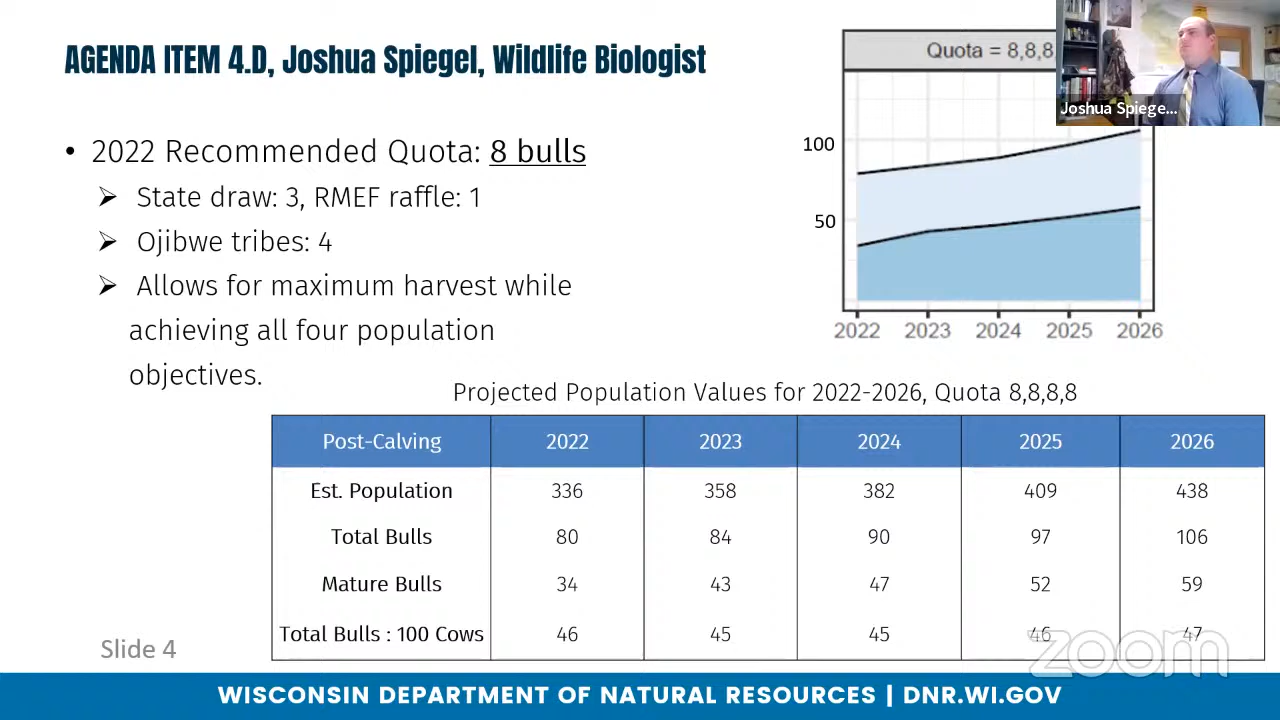 AGENDA ITEM 4.D, Joshua Spiegel, Wildlife Biologist
Quota = 8,8,8
Joshua Spiege...
• 2022 Recommended Quota: 8 bulls
➢ State draw: 3, RMEF raffle: 1
➢ Ojibwe tribes: 4
➢ Allows for maximum harvest while
achieving all four population
objectives.
100
50
2022 2023 2024 2025 2026
Projected Population Values for 2022-2026, Quota 8,8,8,8
Post-Calving 2022 2023 2024 2025 2026
Est. Population 336 358 382 409 438
Total Bulls 80 84 90 97 106
Mature Bulls 34 43 47 52 59
Total Bulls : 100 Cows 46 45 45 46 47
zoom
Slide 4
WISCONSIN DEPARTMENT OF NATURAL RESOURCES | DNR.WI.GOV